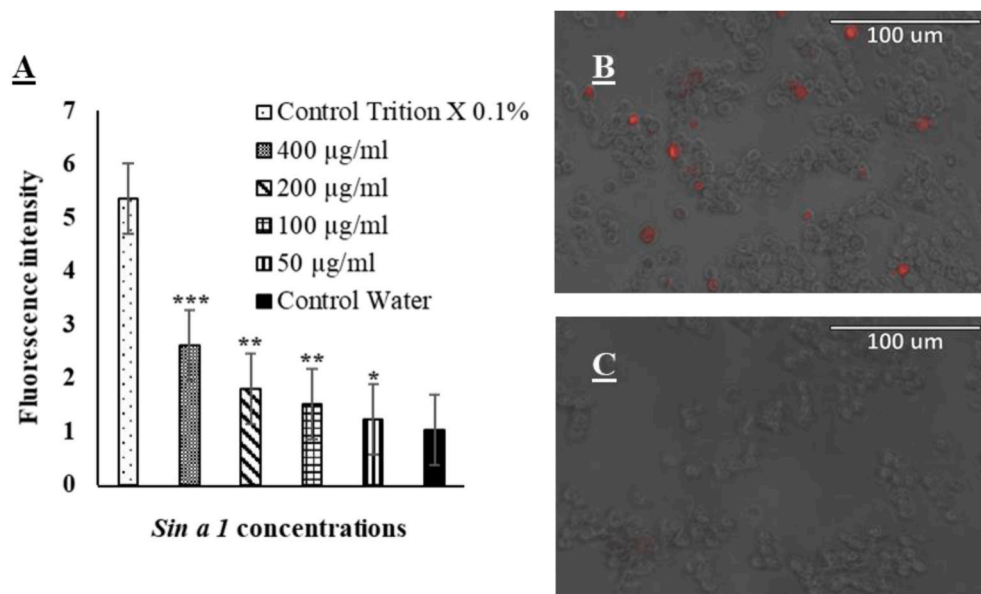 A
7
6
5
4
3
2
1
0
Fluorescence intensity
***
**
**
*
Control Trition X 0.1%
400 µg/ml
200 µg/ml
100 µg/ml
50 µg/ml
Control Water
Sin a 1 concentrations
B
100 um
C
100 um